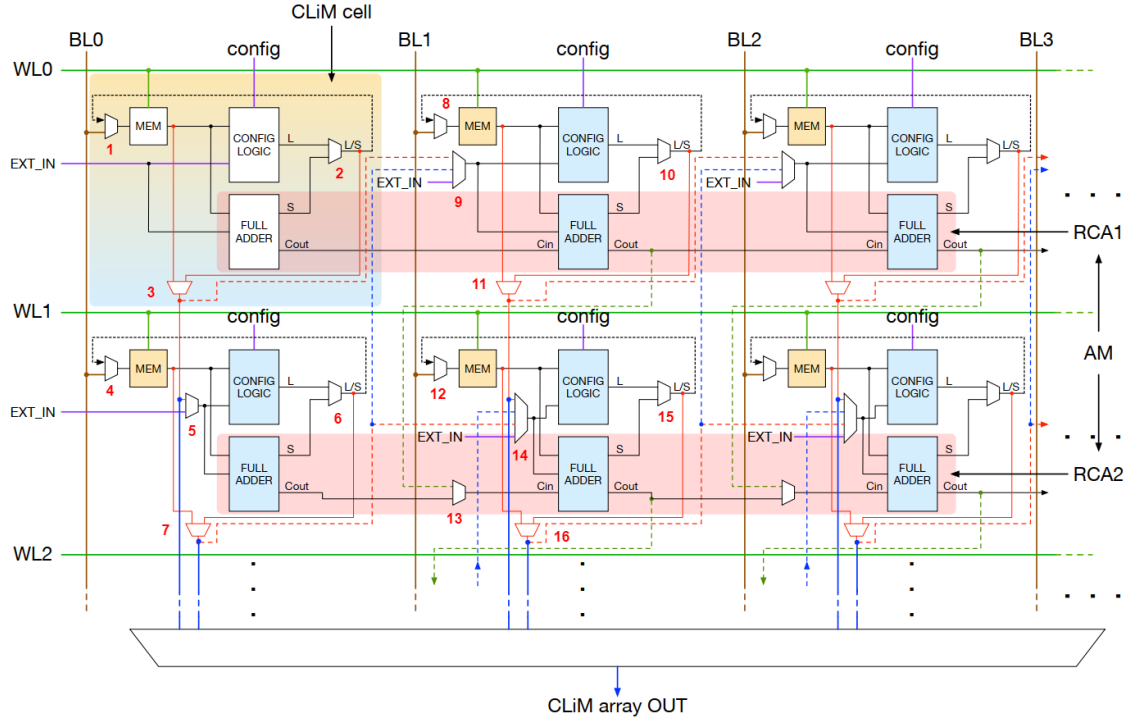 CLiM cell
BL0 config BL1 config BL2 config BL3
WL0
MEM CONFIG LOGIC L L/S 1 2
8 MEM CONFIG LOGIC L L/S 10
MEM CONFIG LOGIC L L/S
EXT_IN EXT_IN 9 EXT_IN
FULL ADDER S Cout
Cin FULL ADDER S Cout
Cin FULL ADDER S Cout
. . .
RCA1
3 11
WL1 config config config
AM
MEM CONFIG LOGIC L L/S 4 5 6
12 MEM CONFIG LOGIC L L/S 15
MEM CONFIG LOGIC L L/S
EXT_IN EXT_IN 14 EXT_IN
. . .
FULL ADDER S Cout
13 Cin FULL ADDER S Cout
Cin FULL ADDER S Cout
RCA2
7 16
WL2
. . .
CLiM array OUT